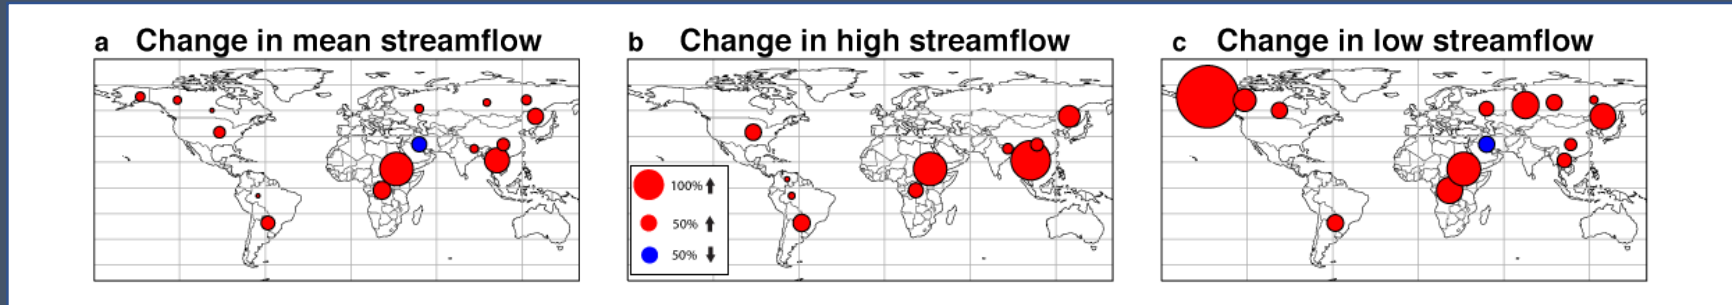 a Change in mean streamflow
b Change in high streamflow
c Change in low streamflow
100%
50%
50%